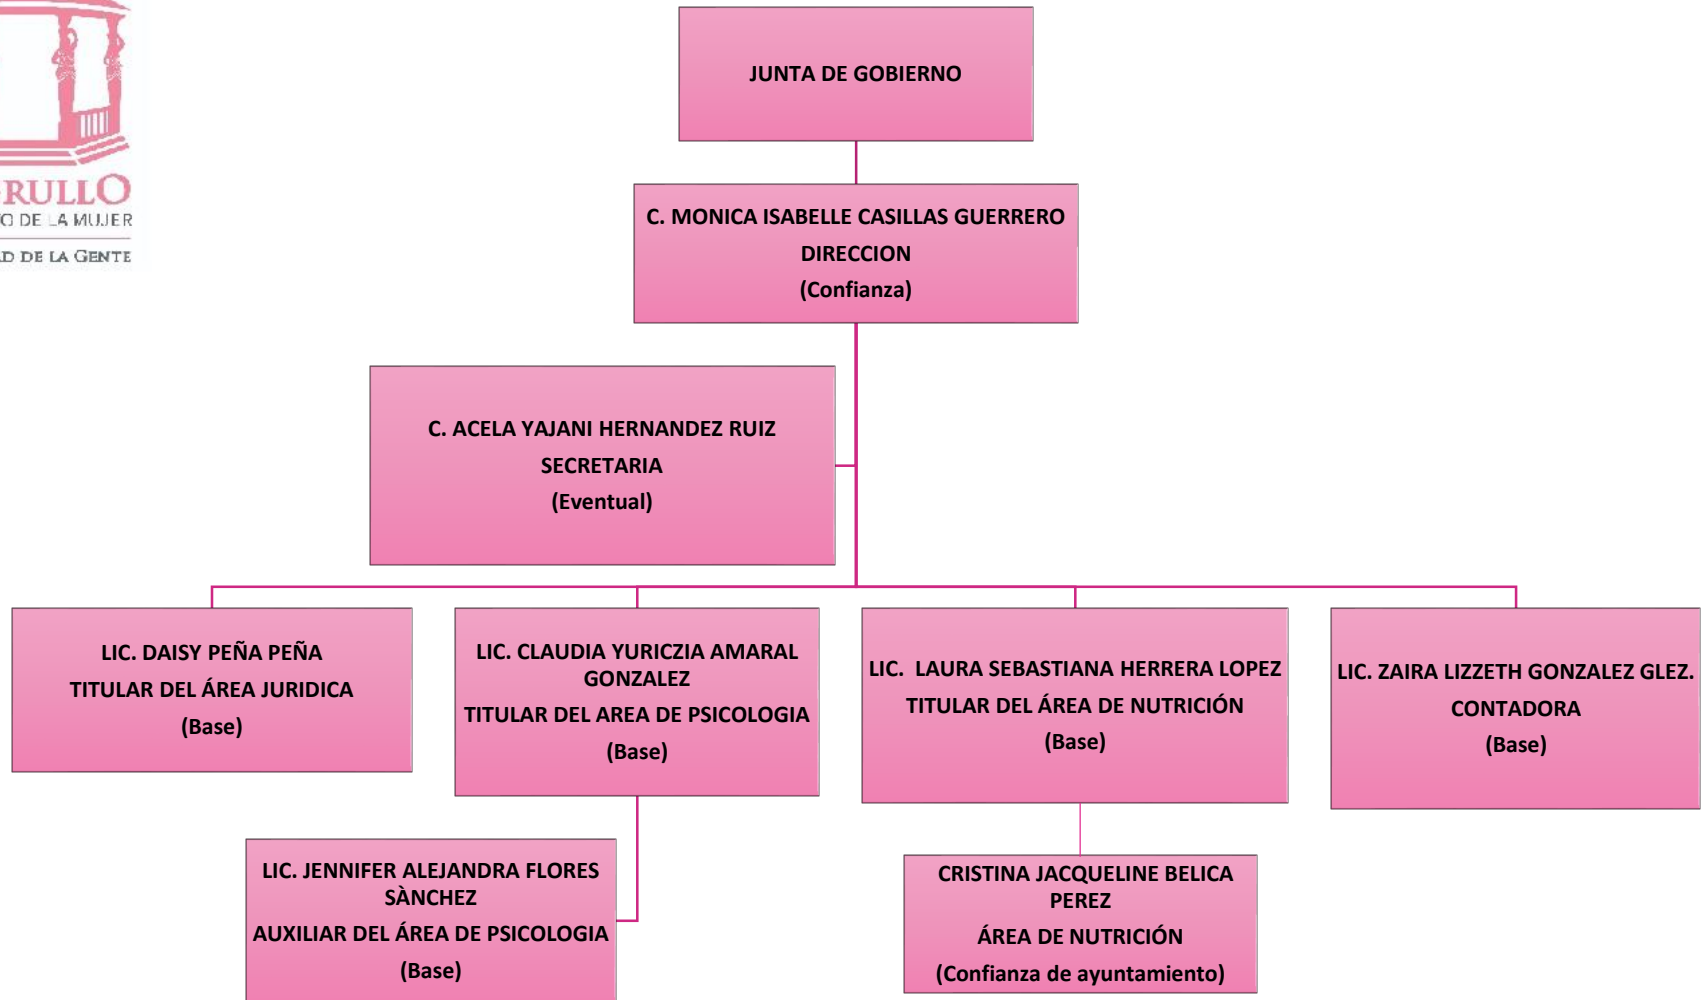 RULLO
O DE LA MUJER
D DE LA GENTE
JUNTA DE GOBIERNO
C. MONICA ISABELLE CASILLAS GUERRERO
DIRECCION
(Confianza)
C. ACELA YAJANI HERNANDEZ RUIZ
SECRETARIA
(Eventual)
LIC. DAISY PEÑA PEÑA
TITULAR DEL ÁREA JURIDICA
(Base)
LIC. CLAUDIA YURICZIA AMARAL
GONZALEZ
TITULAR DEL AREA DE PSICOLOGIA
(Base)
LIC. LAURA SEBASTIANA HERRERA LOPEZ
TITULAR DEL ÁREA DE NUTRICIÓN
(Base)
LIC. ZAIRA LIZZETH GONZALEZ GLEZ.
CONTADORA
(Base)
LIC. JENNIFER ALEJANDRA FLORES
SÀNCHEZ
AUXILIAR DEL ÁREA DE PSICOLOGIA
(Base)
CRISTINA JACQUELINE BELICA
PEREZ
ÁREA DE NUTRICIÓN
(Confianza de ayuntamiento)